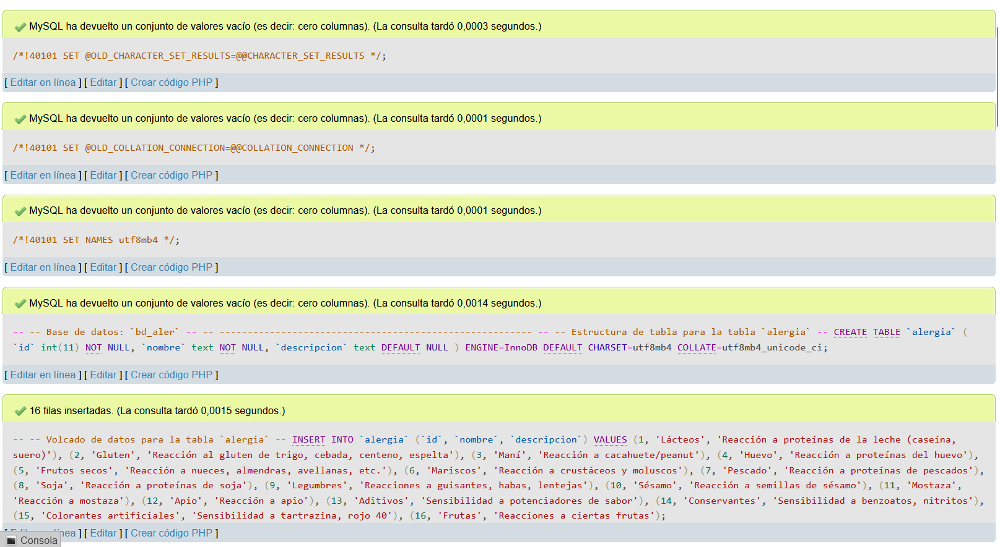 MySQL ha devuelto un conjunto de valores vacío (es decir: cero columnas). (La consulta tardó 0,0003 segundos.)
/*!40101 SET @OLD_CHARACTER_SET_RESULTS=@@CHARACTER_SET_RESULTS */;
[ Editar en línea ] [ Editar ] [ Crear código PHP ]
MySQL ha devuelto un conjunto de valores vacío (es decir: cero columnas). (La consulta tardó 0,0001 segundos.)
/*!40101 SET @OLD_COLLATION_CONNECTION=@@COLLATION_CONNECTION */;
[ Editar en línea ] [ Editar ] [ Crear código PHP ]
MySQL ha devuelto un conjunto de valores vacío (es decir: cero columnas). (La consulta tardó 0,0001 segundos.)
/*!40101 SET NAMES utf8mb4 */;
[ Editar en línea ] [ Editar ] [ Crear código PHP ]
MySQL ha devuelto un conjunto de valores vacío (es decir: cero columnas). (La consulta tardó 0,0014 segundos.)
-- -- Base de datos: `bd_aler` -- -- -------------------------------------------------------- -- -- Estructura de tabla para la tabla `alergia` -- CREATE TABLE `alergia` (
`id` int(11) NOT NULL, `nombre` text NOT NULL, `descripcion` text DEFAULT NULL ) ENGINE=InnoDB DEFAULT CHARSET=utf8mb4 COLLATE=utf8mb4_unicode_ci;
[ Editar en línea ] [ Editar ] [ Crear código PHP ]
16 filas insertadas. (La consulta tardó 0,0015 segundos.)
-- -- Volcado de datos para la tabla `alergia` -- INSERT INTO `alergia` (`id`, `nombre`, `descripcion`) VALUES (1, 'Lácteos', 'Reacción a proteínas de la leche (caseína,
suero)'), (2, 'Gluten', 'Reacción al gluten de trigo, cebada, centeno, espelta'), (3, 'Maní', 'Reacción a cacahuete/peanut'), (4, 'Huevo', 'Reacción a proteínas del huevo'),
(5, 'Frutos secos', 'Reacción a nueces, almendras, avellanas, etc.'), (6, 'Mariscos', 'Reacción a crustáceos y moluscos'), (7, 'Pescado', 'Reacción a proteínas de pescados'),
(8, 'Soja', 'Reacción a proteínas de soja'), (9, 'Legumbres', 'Reacciones a guisantes, habas, lentejas'), (10, 'Sésamo', 'Reacción a semillas de sésamo'), (11, 'Mostaza',
'Reacción a mostaza'), (12, 'Apio', 'Reacción a apio'), (13, 'Aditivos', 'Sensibilidad a potenciadores de sabor'), (14, 'Conservantes', 'Sensibilidad a benzoatos, nitritos'),
(15, 'Colorantes artificiales', 'Sensibilidad a tartrazina, rojo 40'), (16, 'Frutas', 'Reacciones a ciertas frutas');
[ Editar en línea ] [ Editar ] [ Crear código PHP ]
Consola